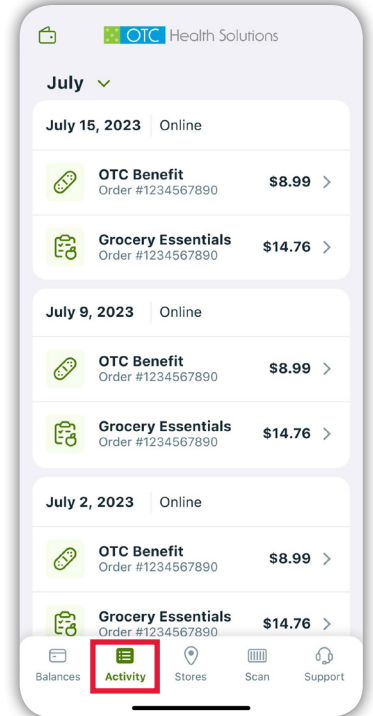 OTC Health Solutions
July
July 15, 2023 Online
OTC Benefit
Order #1234567890
$8.99
Grocery Essentials
Order #1234567890
$14.76
July 9, 2023 Online
OTC Benefit
Order #1234567890
$8.99
Grocery Essentials
Order #1234567890
$14.76
July 2, 2023 Online
OTC Benefit
Order #1234567890
$8.99
Grocery Essentials
Order #1234567890
$14.76
Balances Activity Stores Scan Support